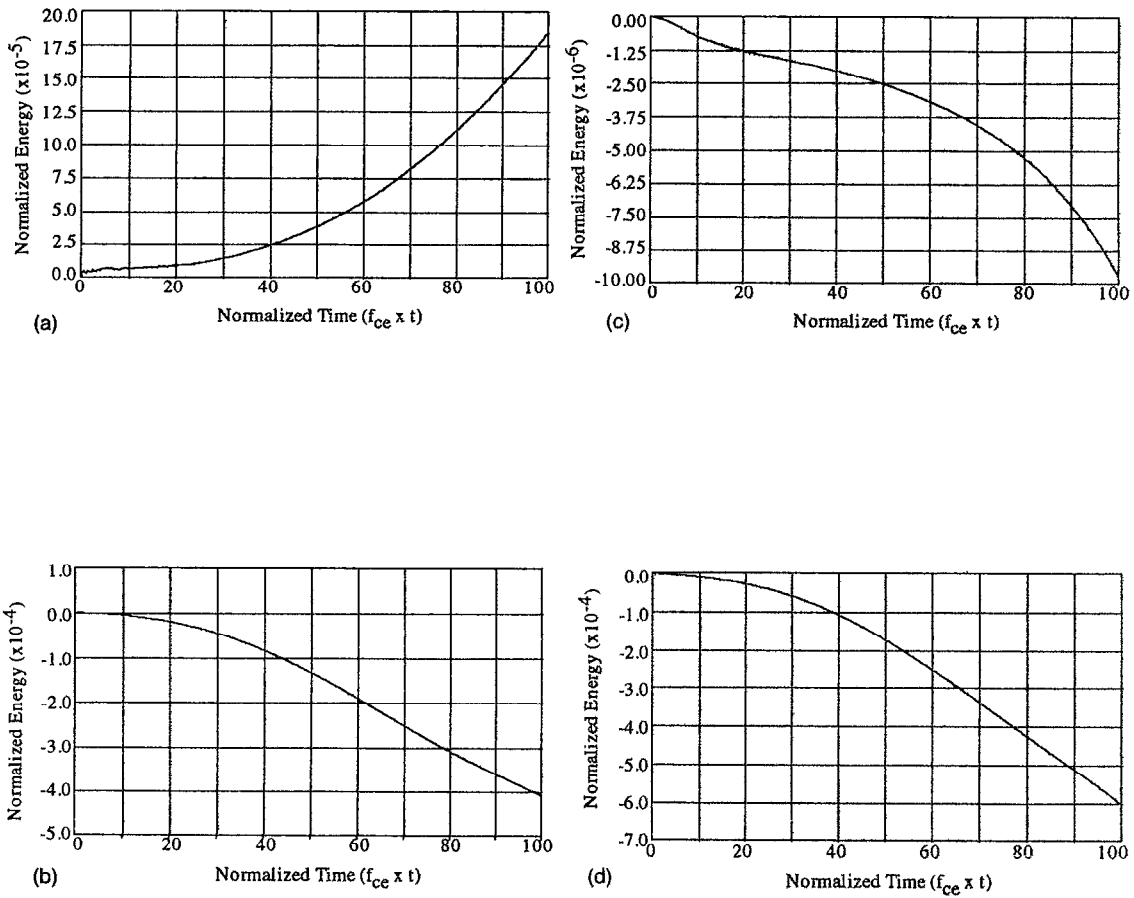 20.0
17.5
15.0
12.5
10.0
7.5
5.0
2.5
0.0
Normalized Energy (x10⁻⁵)
0 20 40 60 80 100
Normalized Time (f_ce x t)
(a)
0.00
-1.25
-2.50
-3.75
-5.00
-6.25
-7.50
-8.75
-10.00
Normalized Energy (x10⁻⁶)
0 20 40 60 80 100
Normalized Time (f_ce x t)
(c)
1.0
0.0
-1.0
-2.0
-3.0
-4.0
-5.0
Normalized Energy (x10⁻⁴)
0 20 40 60 80 100
Normalized Time (f_ce x t)
(b)
0.0
-1.0
-2.0
-3.0
-4.0
-5.0
-6.0
-7.0
Normalized Energy (x10⁻⁴)
0 20 40 60 80 100
Normalized Time (f_ce x t)
(d)